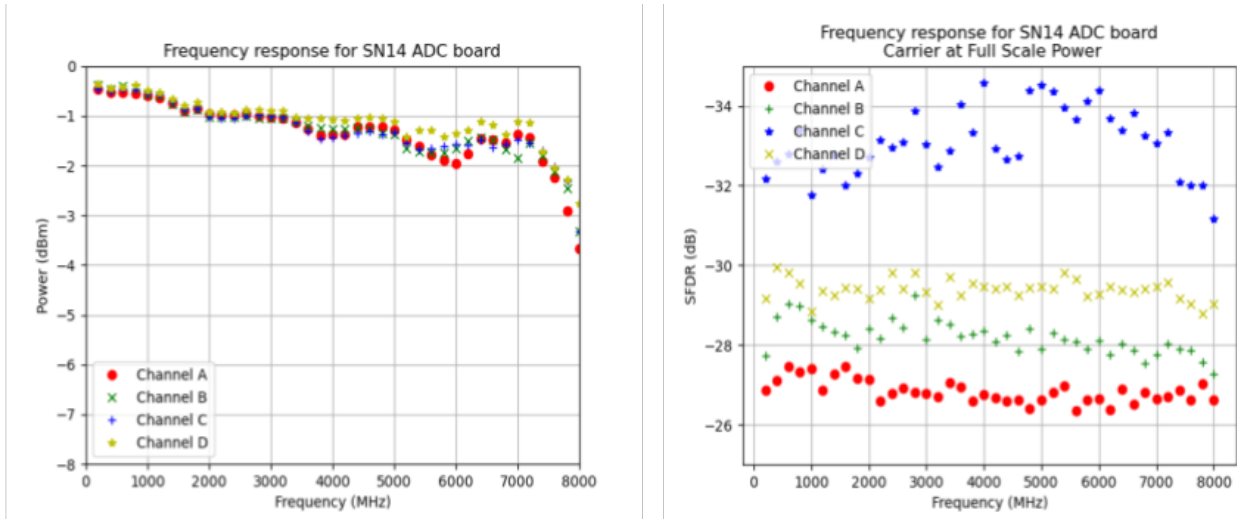 Frequency response for SN14 ADC board
0
−1
−2
−3
−4
−5
−6
−7
−8
Power (dBm)
Channel A
Channel B
Channel C
Channel D
0 1000 2000 3000 4000 5000 6000 7000 8000
Frequency (MHz)
Frequency response for SN14 ADC board
Carrier at Full Scale Power
−34
−32
−30
−28
−26
SFDR (dB)
Channel A
Channel B
Channel C
Channel D
0 1000 2000 3000 4000 5000 6000 7000 8000
Frequency (MHz)